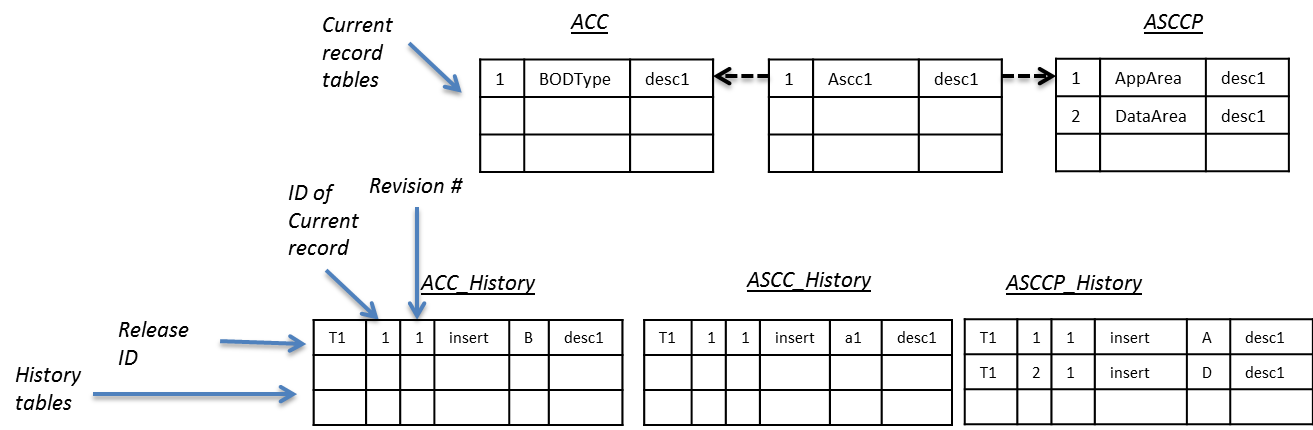 Current
record
tables
ACC
ASCCP
1 BODType desc1
1 Ascc1 desc1
1 AppArea desc1
2 DataArea desc1
ID of
Current
record
Revision #
ACC_History
ASCC_History
ASCCP_History
Release
ID
T1 1 1 insert B desc1
T1 1 1 insert a1 desc1
T1 1 1 insert A desc1
T1 2 1 insert D desc1
History
tables